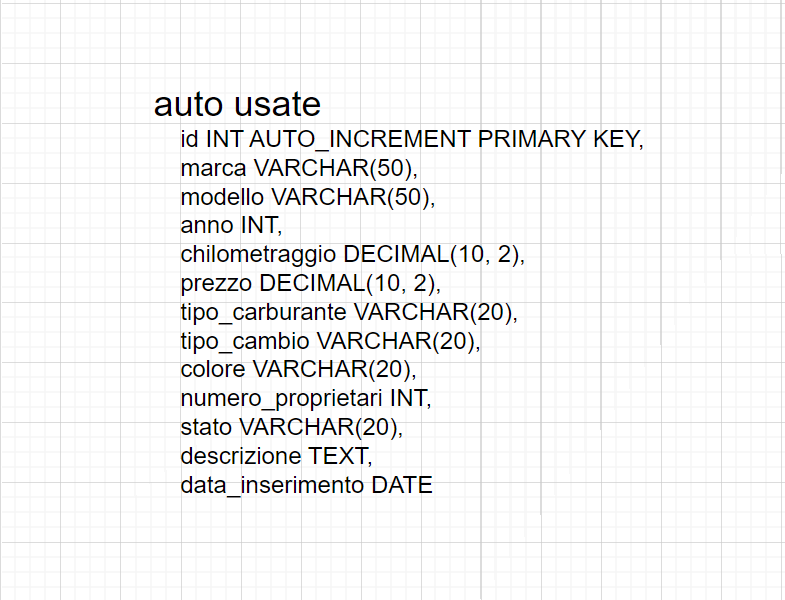 auto usate
id INT AUTO_INCREMENT PRIMARY KEY,
marca VARCHAR(50),
modello VARCHAR(50),
anno INT,
chilometraggio DECIMAL(10, 2),
prezzo DECIMAL(10, 2),
tipo_carburante VARCHAR(20),
tipo_cambio VARCHAR(20),
colore VARCHAR(20),
numero_proprietari INT,
stato VARCHAR(20),
descrizione TEXT,
data_inserimento DATE